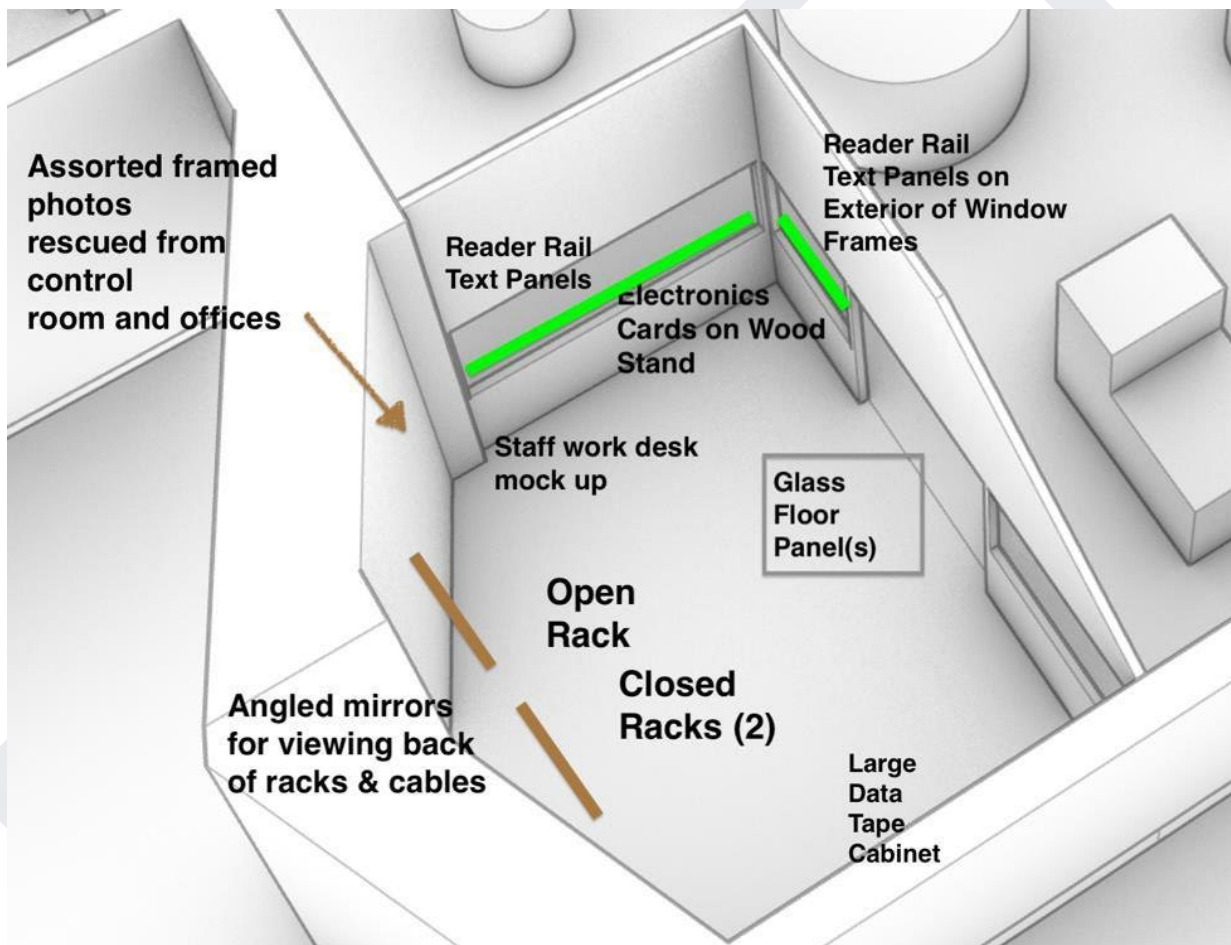 Assorted framed
photos
rescued from
control
room and offices
Reader Rail
Text Panels
Reader Rail
Text Panels on
Exterior of Window
Frames
Electronics
Cards on Wood
Stand
Staff work desk
mock up
Glass
Floor
Panel(s)
Open
Rack
Closed
Racks (2)
Angled mirrors
for viewing back
of racks & cables
Large
Data
Tape
Cabinet